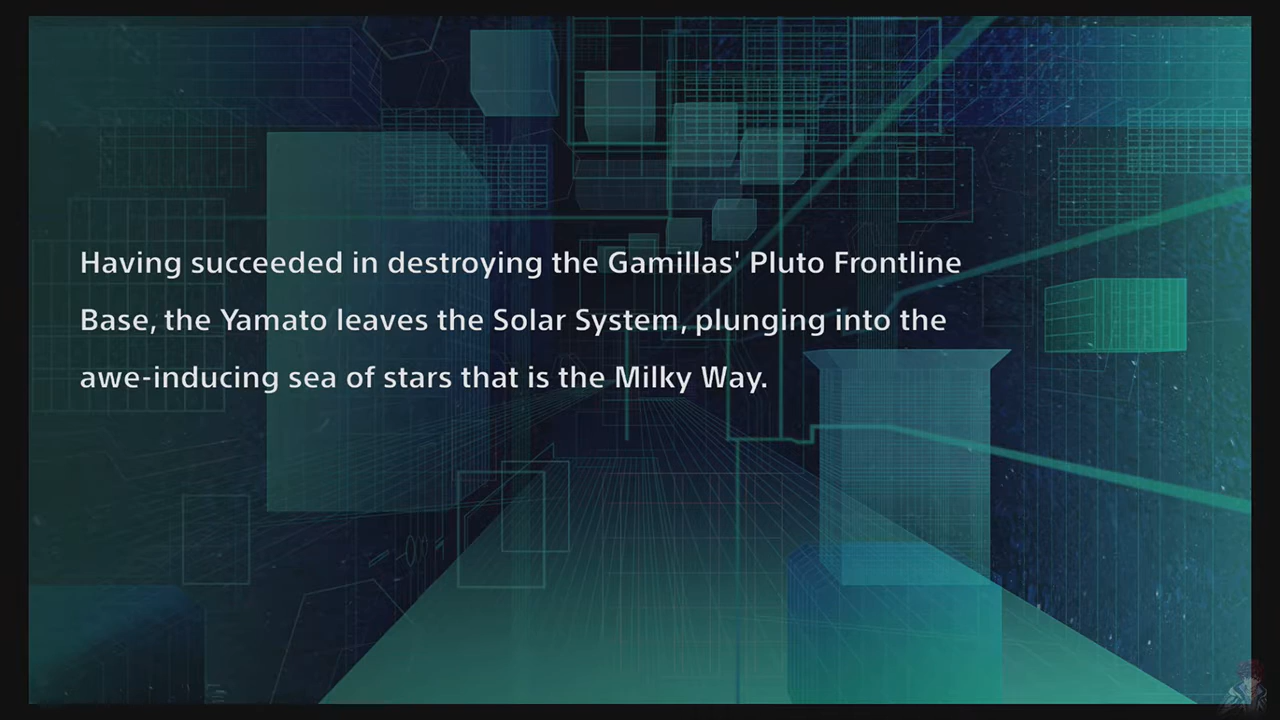 Having succeeded in destroying the Gamillas' Pluto Frontline
Base, the Yamato leaves the Solar System, plunging into the
awe-inducing sea of stars that is the Milky Way.